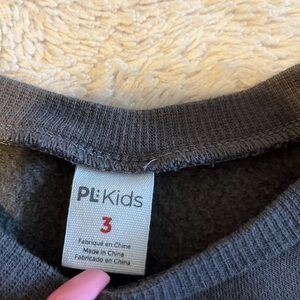 PL:Kids
3
Fabriqué en Chine
Made in China
Fabricado en China